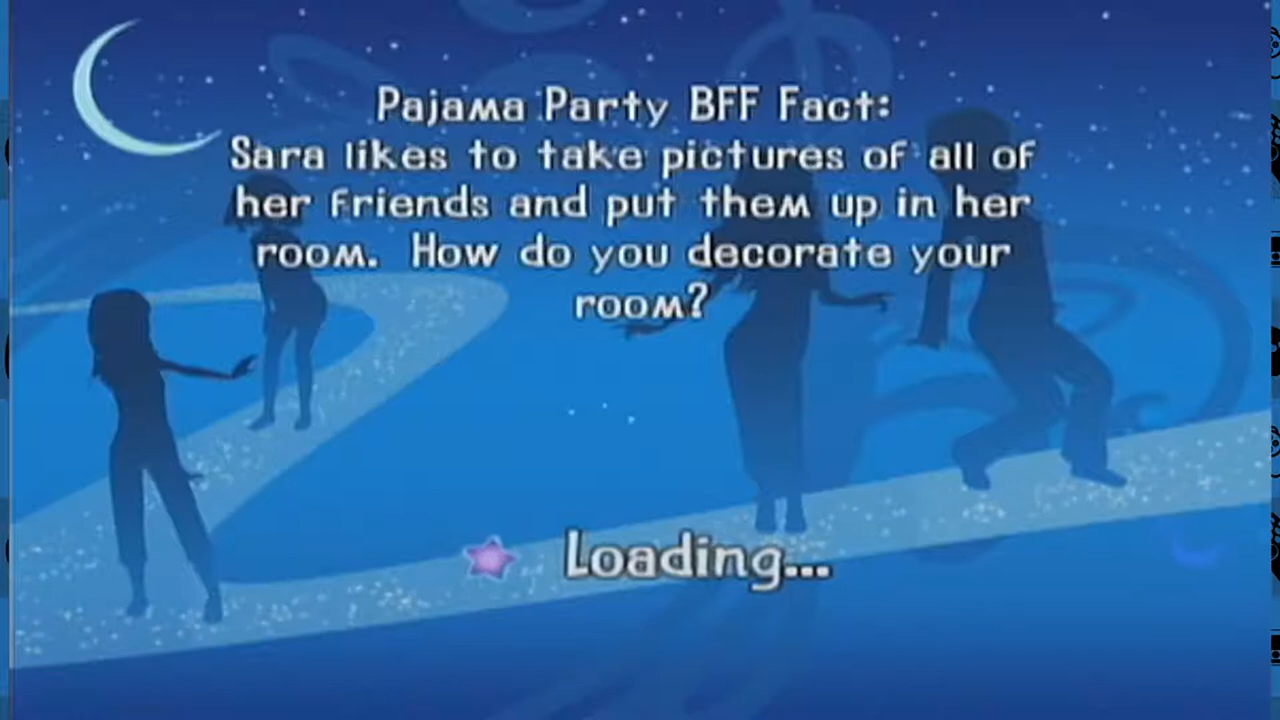 Pajama Party BFF Fact:
Sara likes to take pictures of all of
her friends and put them up in her
room. How do you decorate your
room?
Loading...